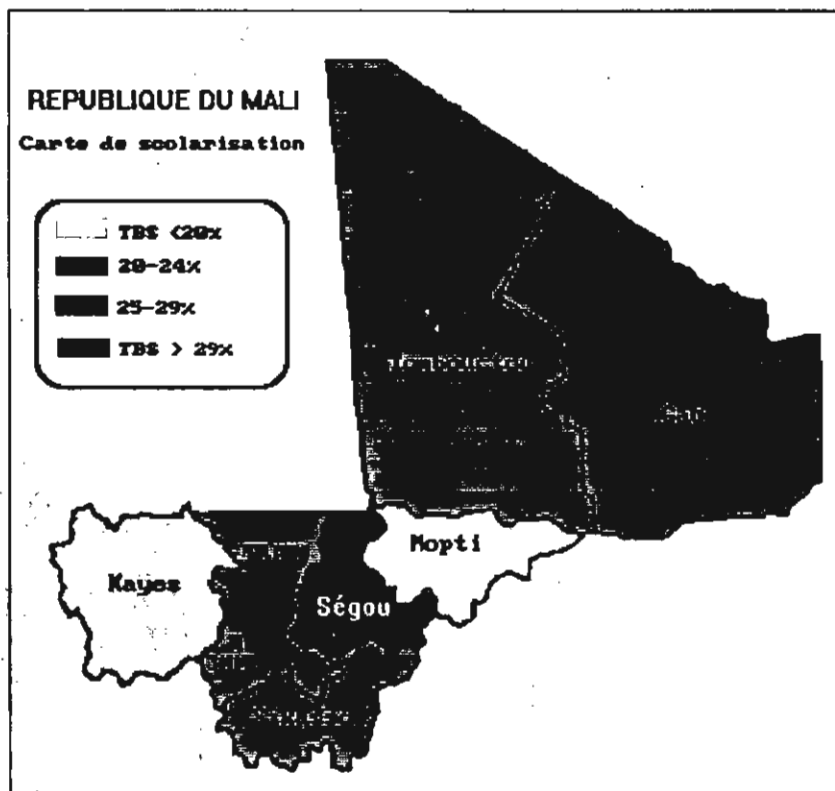 REPUBLIQUE DU MALI
Carte de scolarisation
TBS <20%
20-24%
25-29%
TBS > 29%
Mopti
Kayes
Ségou